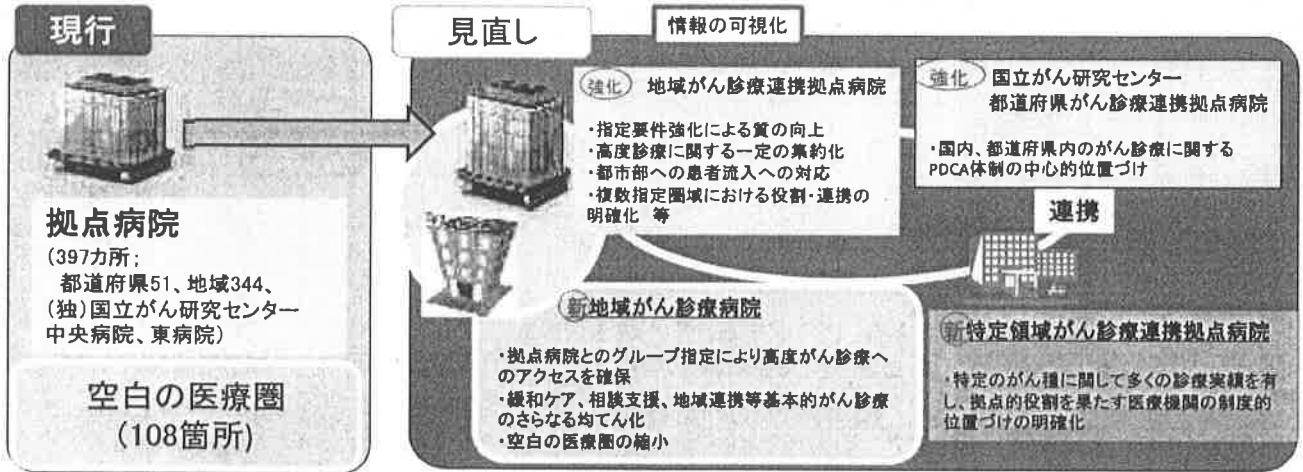 現行
拠点病院
(397カ所;
都道府県51、地域344、
(独)国立がん研究センター
中央病院、東病院)
空白の医療圏
(108箇所)
見直し
情報の可視化
強化 地域がん診療連携拠点病院
・指定要件強化による質の向上
・高度診療に関する一定の集約化
・都市部への患者流入への対応
・複数指定圏域における役割・連携の
明確化 等
強化 国立がん研究センター
都道府県がん診療連携拠点病院
・国内、都道府県内のがん診療に関する
PDCA体制の中心的位置づけ
連携
新 地域がん診療病院
・拠点病院とのグループ指定により高度がん診療へ
のアクセスを確保
・緩和ケア、相談支援、地域連携等基本的がん診療
のさらなる均てん化
・空白の医療圏の縮小
新 特定領域がん診療連携拠点病院
・特定のがん種に関して多くの診療実績を有
し、拠点的役割を果たす医療機関の制度的
位置づけの明確化